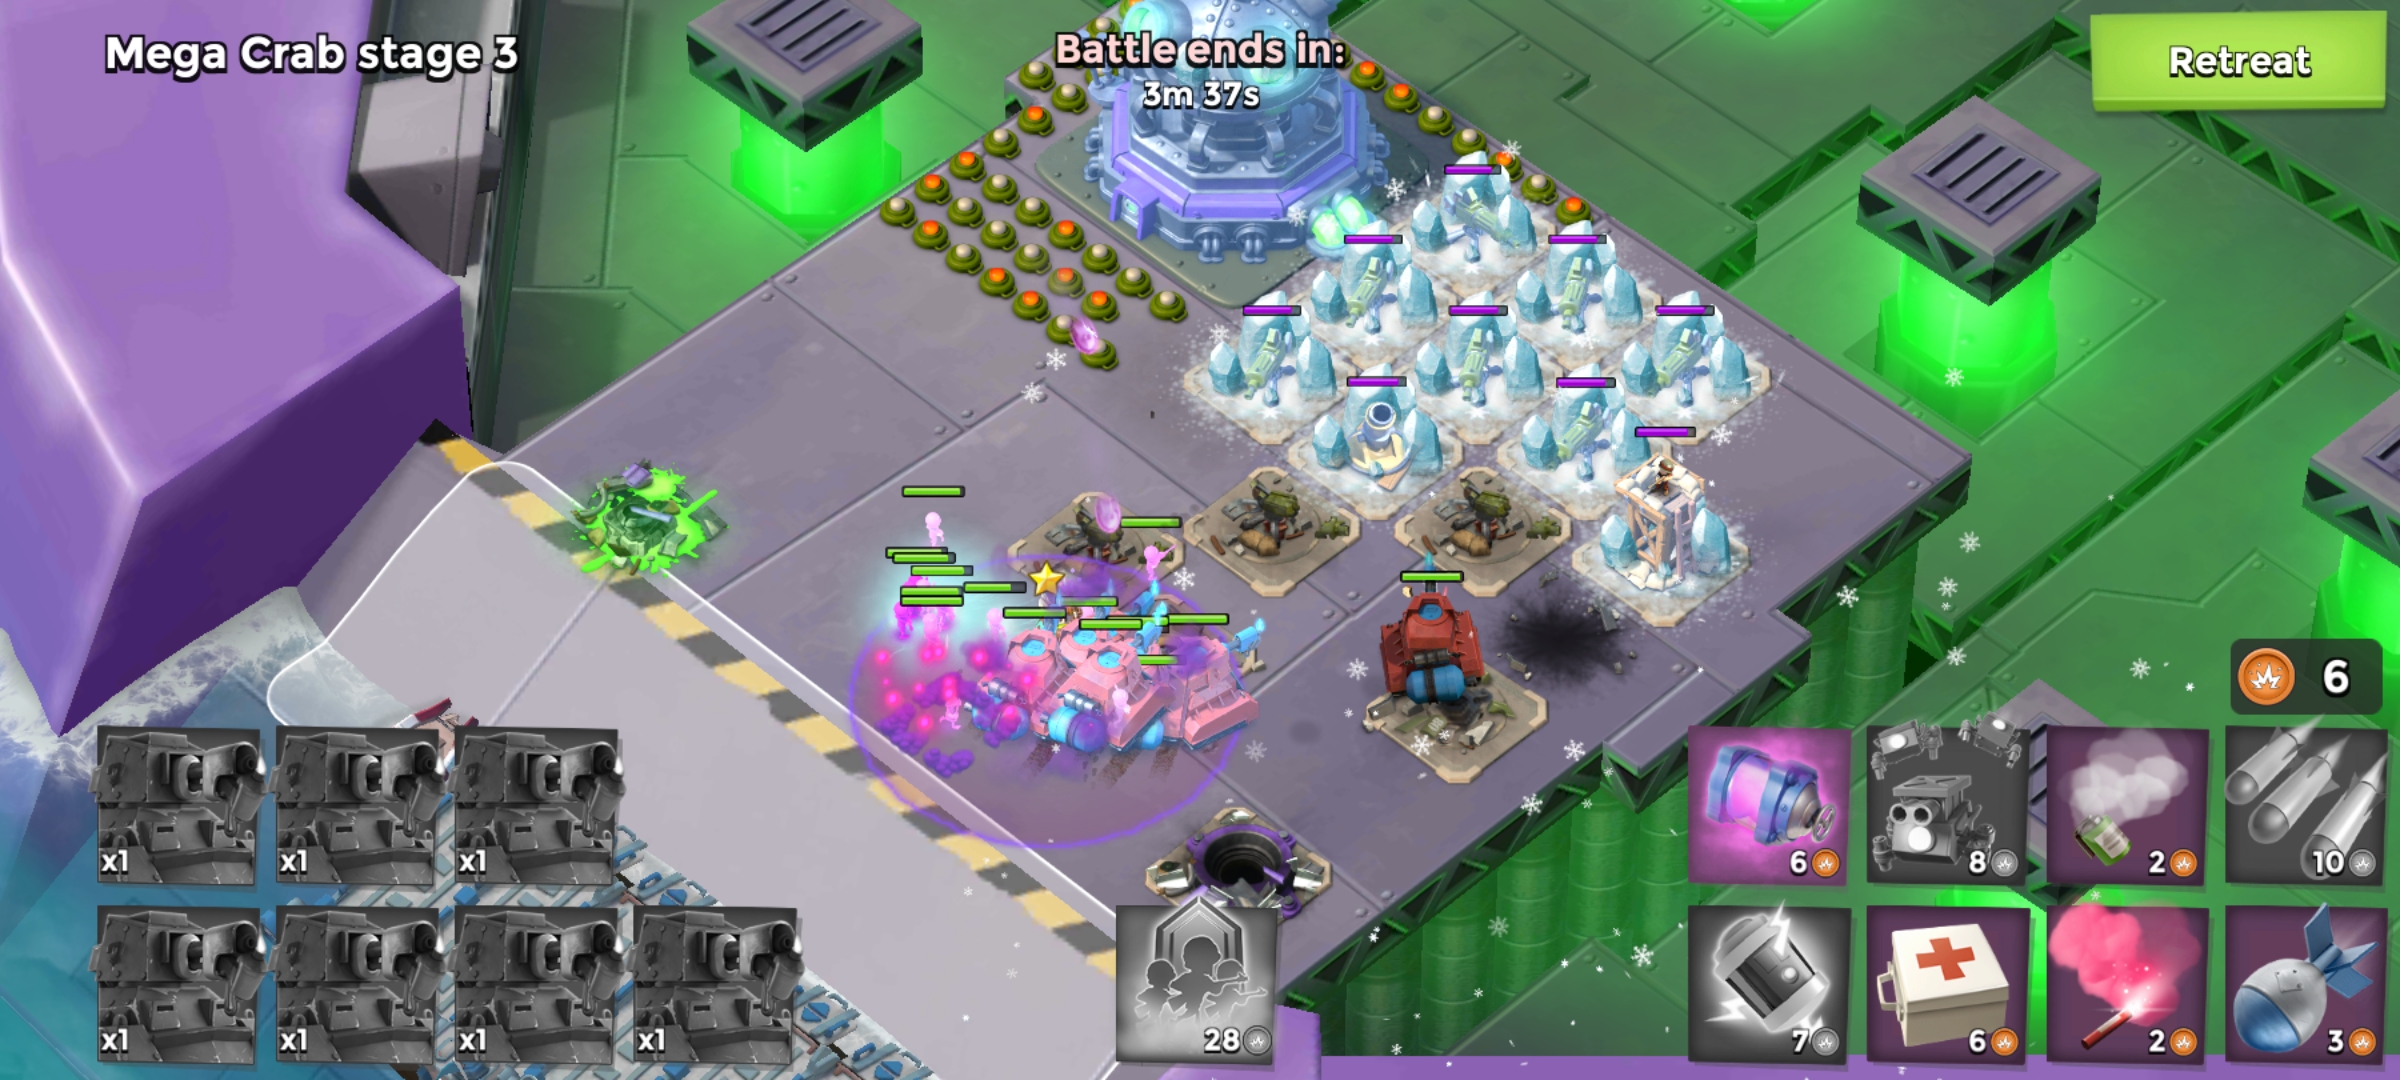 Mega Crab stage 3
Battle ends in:
3m 37s
Retreat
6
x1
x1
x1
6
8
2
10
x1
x1
x1
x1
28
7
6
2
3